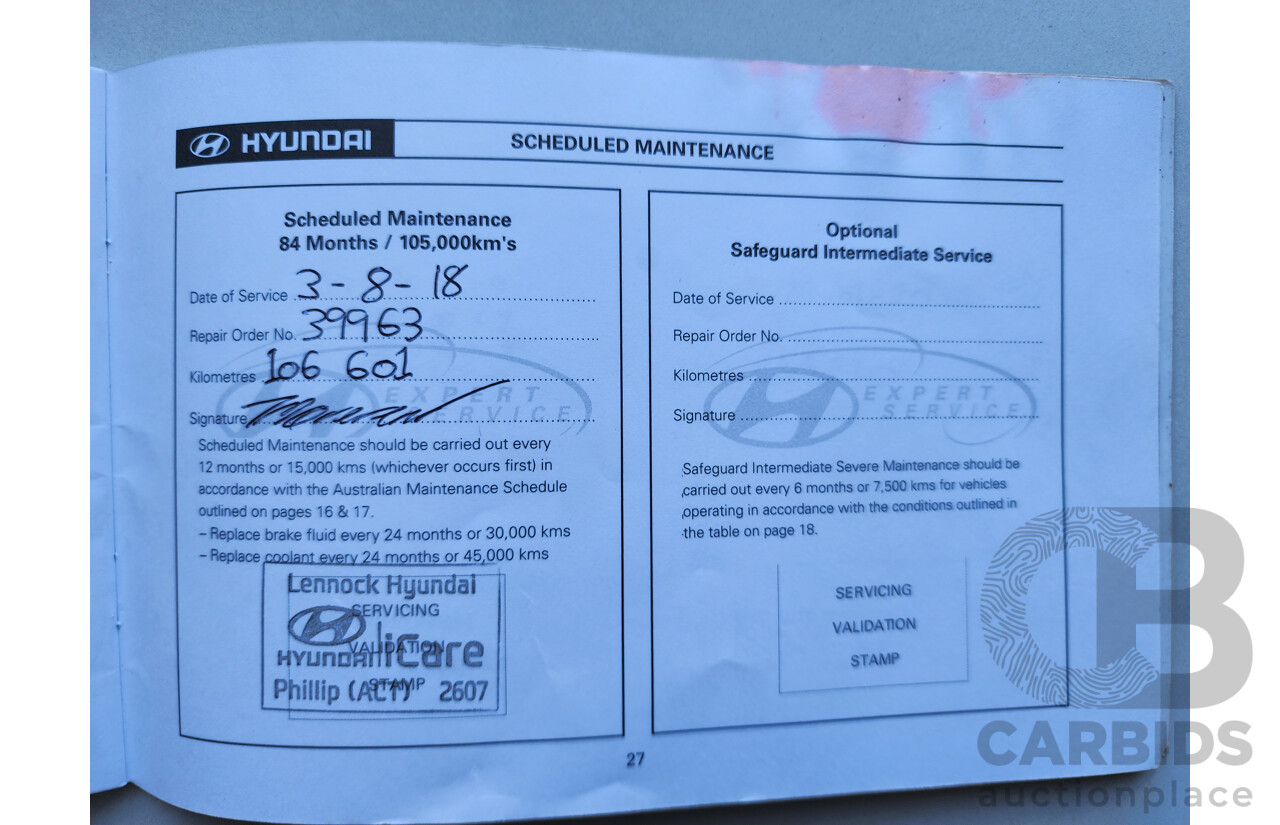 HYUNDAI
SCHEDULED MAINTENANCE
Scheduled Maintenance
84 Months / 105,000km's
Date of Service 3 - 8 - 18
Repair Order No. 39963
Kilometres 106 601
Signature
EXPERT
SERVICE
Scheduled Maintenance should be carried out every
12 months or 15,000 kms (whichever occurs first) in
accordance with the Australian Maintenance Schedule
outlined on pages 16 & 17.
– Replace brake fluid every 24 months or 30,000 kms
– Replace coolant every 24 months or 45,000 kms
Lennock Hyundai
SERVICING
VALIDATION
HYUNDAI iCare
STAMP
Phillip (ACT) 2607
Optional
Safeguard Intermediate Service
Date of Service
Repair Order No.
Kilometres
Signature
EXPERT
SERVICE
Safeguard Intermediate Severe Maintenance should be
carried out every 6 months or 7,500 kms for vehicles
operating in accordance with the conditions outlined in
the table on page 18.
SERVICING
VALIDATION
STAMP
27
CB
CARBIDS
auctionplace